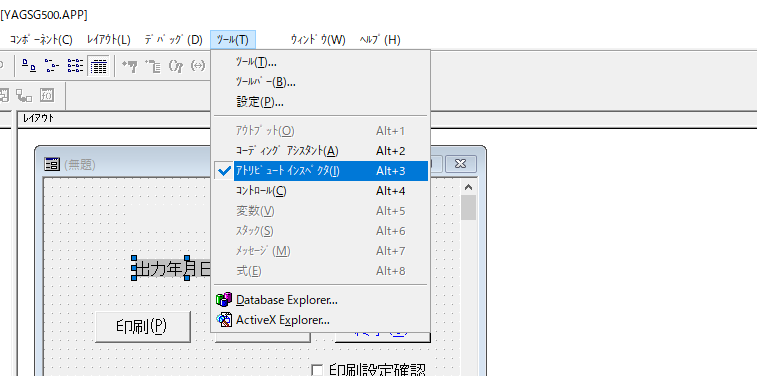 [YAGSG500.APP]
ｺﾝﾎﾟｰﾈﾝﾄ(C) ﾚｲｱｳﾄ(L) ﾃﾞﾊﾞｯｸﾞ(D) ﾂｰﾙ(T) ｳｨﾝﾄﾞｳ(W) ﾍﾙﾌﾟ(H)
ﾂｰﾙ(T)...
ﾂｰﾙﾊﾞｰ(B)...
設定(P)...
ﾚｲｱｳﾄ
ｱｳﾄﾌﾟｯﾄ(O) Alt+1
ｺｰﾃﾞｨﾝｸﾞ ｱｼｽﾀﾝﾄ(A) Alt+2
(無題)
ｱﾄﾘﾋﾞｭｰﾄ ｲﾝｽﾍﾟｸﾀ(I) Alt+3
ｺﾝﾄﾛｰﾙ(C) Alt+4
変数(V) Alt+5
ｽﾀｯｸ(S) Alt+6
ﾒｯｾｰｼﾞ(M) Alt+7
式(E) Alt+8
出力年月日
Database Explorer...
ActiveX Explorer...
印刷(P)
印刷設定確認